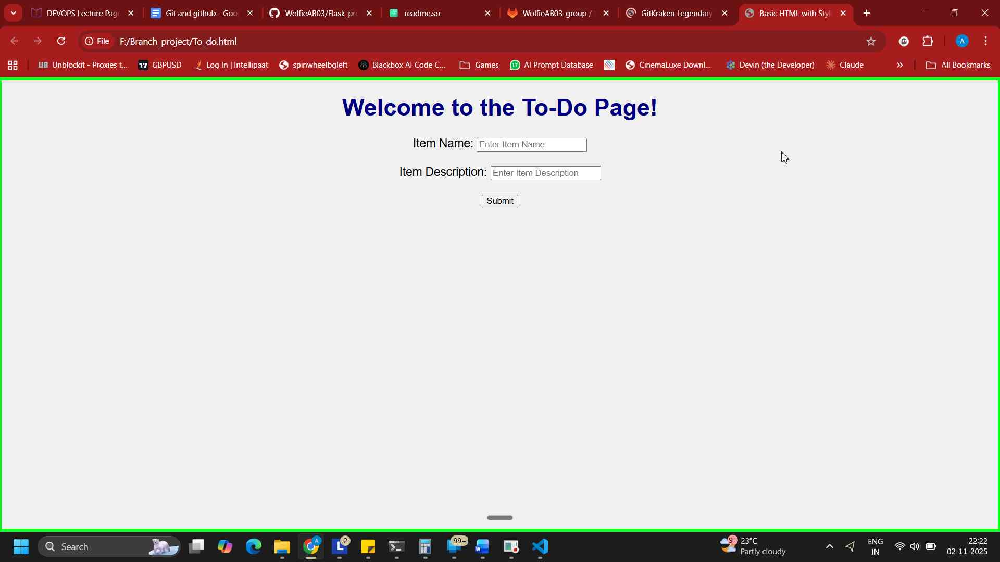 DEVOPS Lecture Pag
Git and github - Goo
WolfieAB03/Flask_pr
readme.so
WolfieAB03-group /
GitKraken Legendary
Basic HTML with Styl
File
F:/Branch_project/To_do.html
A
UB Unblockit - Proxies t...
GBPUSD
Log In | Intellipaat
spinwheelbgleft
Blackbox AI Code C...
Games
17
AI Prompt Database
CinemaLuxe Downl...
Devin (the Developer)
Claude
»
All Bookmarks
Welcome to the To-Do Page!
Item Name: Enter Item Name
Item Description: Enter Item Description
Submit
Search
A
L
2
99+
W
9+
23°C
Partly cloudy
ENG
IN
22:22
02-11-2025